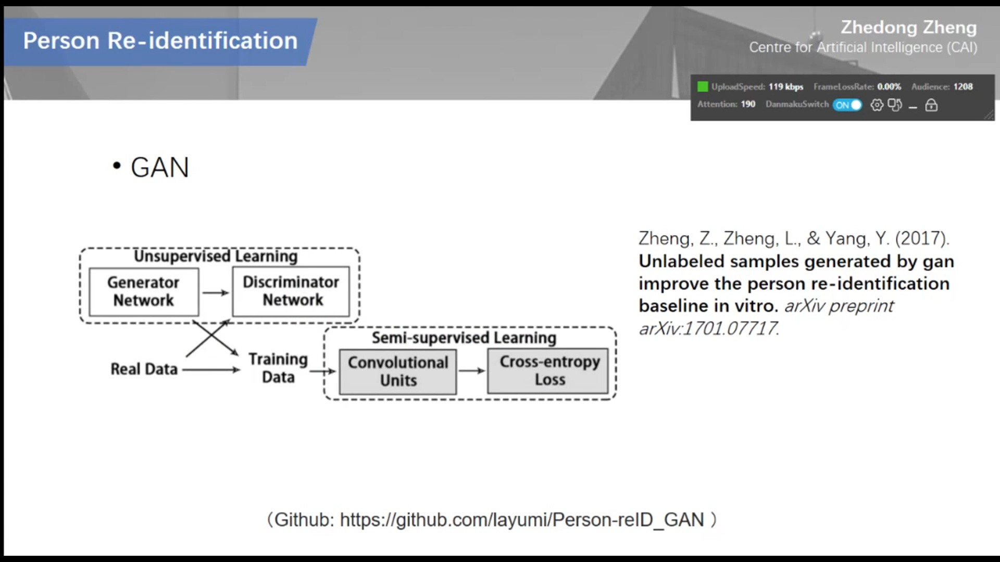 Person Re-identification
Zhedong Zheng
Centre for Artificial Intelligence (CAI)
UploadSpeed: 119 kbps FrameLossRate: 0.00% Audience: 1208
Attention: 190 DanmakuSwitch ON
• GAN
Unsupervised Learning
Generator
Network
Discriminator
Network
Real Data
Training
Data
Semi-supervised Learning
Convolutional
Units
Cross-entropy
Loss
Zheng, Z., Zheng, L., & Yang, Y. (2017).
Unlabeled samples generated by gan
improve the person re-identification
baseline in vitro. arXiv preprint
arXiv:1701.07717.
（Github: https://github.com/layumi/Person-reID_GAN ）